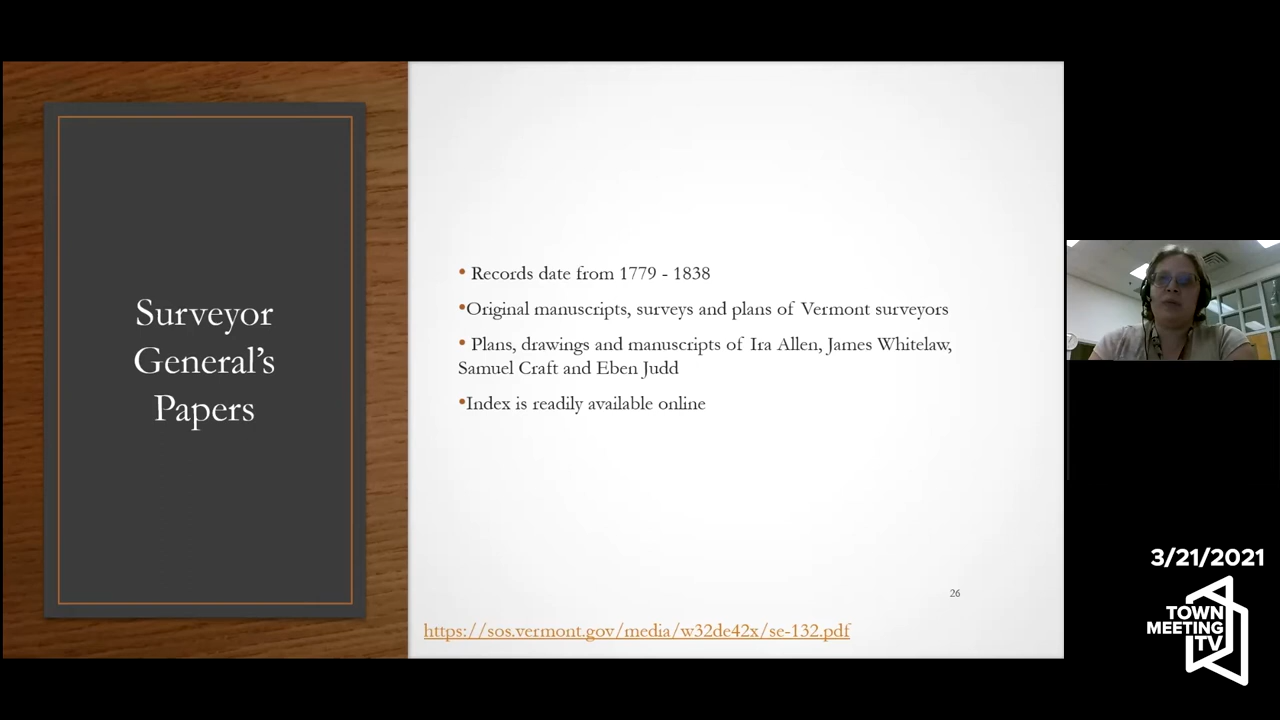 Surveyor
General’s
Papers
• Records date from 1779 - 1838
•Original manuscripts, surveys and plans of Vermont surveyors
• Plans, drawings and manuscripts of Ira Allen, James Whitelaw,
Samuel Craft and Eben Judd
•Index is readily available online
26
https://sos.vermont.gov/media/w32de42x/se-132.pdf
3/21/2021
TOWN
MEETING
TV